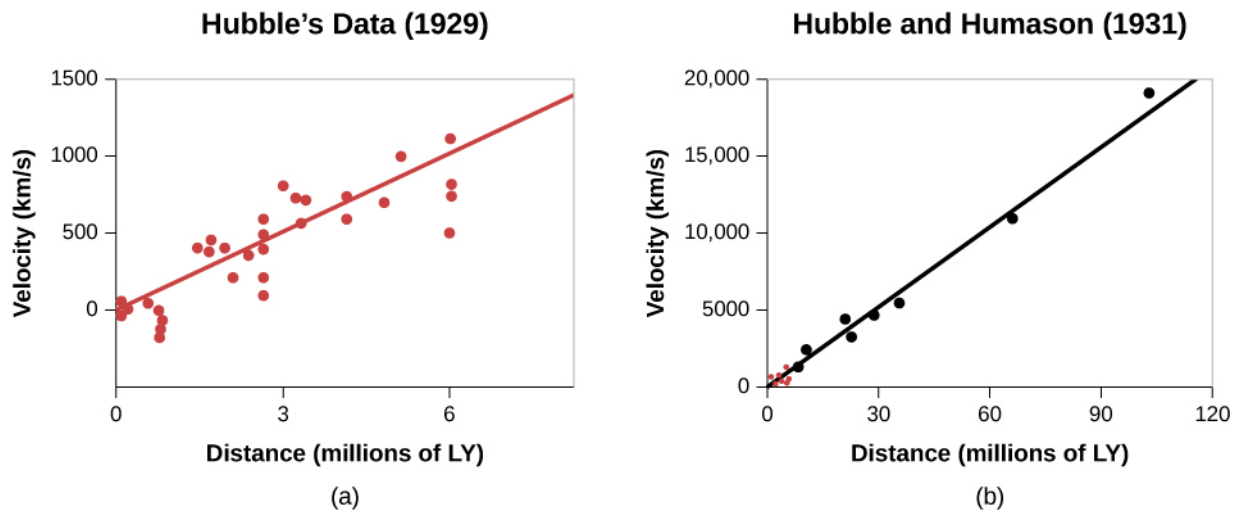 Hubble’s Data (1929)
1500
1000
500
0
Velocity (km/s)
0 3 6
Distance (millions of LY)
(a)
Hubble and Humason (1931)
20,000
15,000
10,000
5000
0
Velocity (km/s)
0 30 60 90 120
Distance (millions of LY)
(b)